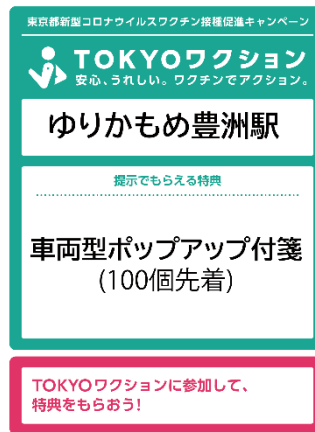 東京都新型コロナウイルスワクチン接種促進キャンペーン
TOKYOワクション
安心、うれしい。ワクチンでアクション。
ゆりかもめ豊洲駅
提示でもらえる特典
車両型ポップアップ付箋
(100個先着)
TOKYOワクションに参加して、
特典をもらおう!